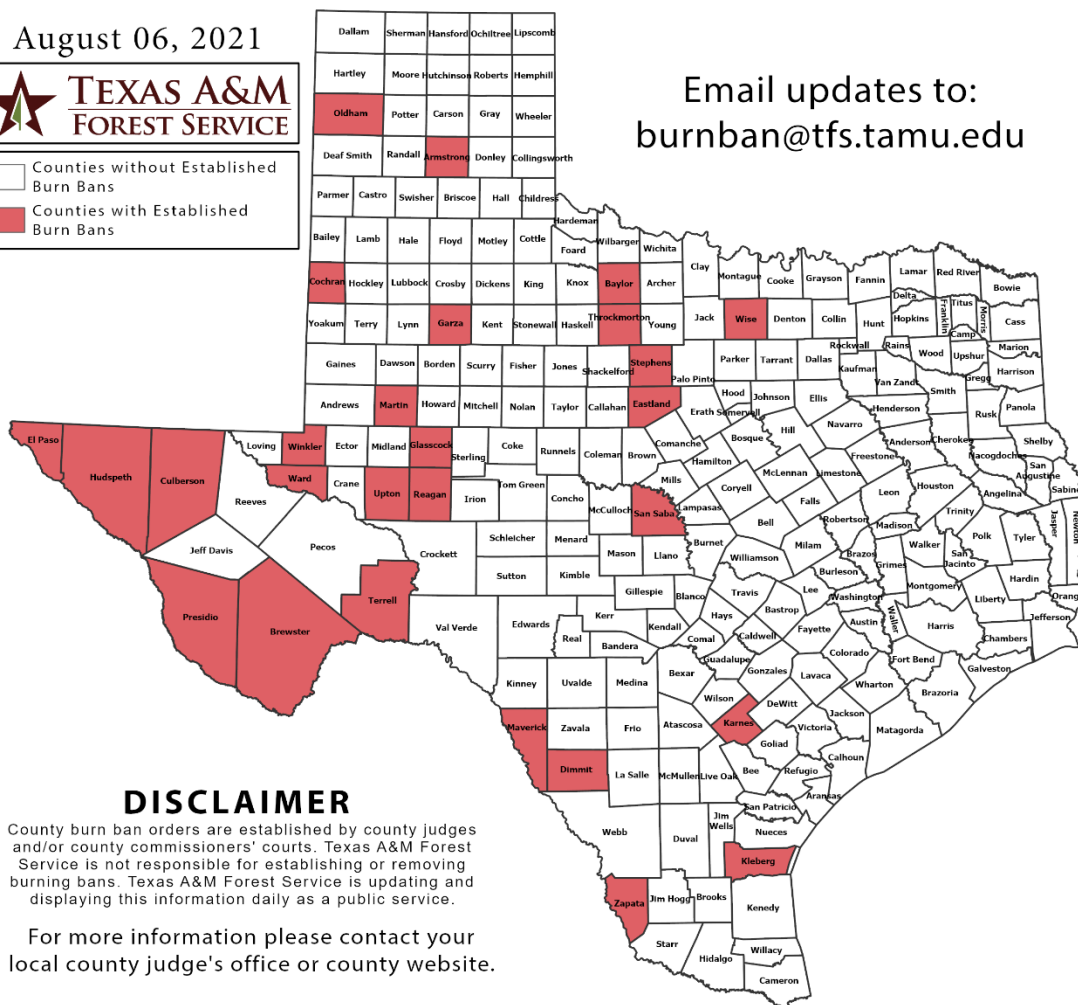 August 06, 2021
TEXAS A&M
FOREST SERVICE
Counties without Established
Burn Bans
Counties with Established
Burn Bans
Email updates to:
burnban@tfs.tamu.edu
Dallam Sherman Hansford Ochiltree Lipscomb
Hartley Moore Hutchinson Roberts Hemphill
Oldham Potter Carson Gray Wheeler
Deaf Smith Randall Armstrong Donley Collingsworth
Parmer Castro Swisher Briscoe Hall Childress
Hardeman
Bailey Lamb Hale Floyd Motley Cottle Foard Wilbarger Wichita
Clay Montague Cooke Grayson Fannin Lamar Red River Bowie
Cochran Hockley Lubbock Crosby Dickens King Knox Baylor Archer
Delta Titus Franklin Morris Hopkins Camp Cass
Yoakum Terry Lynn Garza Kent Stonewall Haskell Throckmorton Young Jack Wise Denton Collin Hunt
Rockwall Rains Wood Upshur Marion
Gaines Dawson Borden Scurry Fisher Jones Shackelford Stephens Palo Pinto Parker Tarrant Dallas Kaufman Van Zandt Gregg Harrison
Smith
Andrews Martin Howard Mitchell Nolan Taylor Callahan Eastland Erath Somervell Hood Johnson Ellis Henderson Rusk Panola
El Paso Hudspeth Culberson
Loving Winkler Ector Midland Glasscock Sterling Coke Runnels Coleman Brown Comanche Bosque Hill Navarro Anderson Cherokee Nacogdoches Shelby
Hamilton Freestone San Augustine
Ward Crane Upton Reagan Irion Tom Green Concho McCulloch San Saba Mills Lampasas Coryell McLennan Limestone Leon Houston Angelina Sabine
Reeves Falls Trinity Jasper Newton
Jeff Davis Pecos Crockett Schleicher Menard Mason Llano Burnet Bell Milam Robertson Madison Walker Polk Tyler
San Jacinto
Sutton Kimble Williamson Brazos Grimes Burleson Hardin
Presidio Brewster Terrell
Gillespie Blanco Travis Lee Washington Montgomery Liberty Orang
Val Verde Edwards Real Kerr Kendall Hays Bastrop Austin Waller Harris Jefferson
Bandera Comal Caldwell Fayette Chambers
Guadalupe Colorado Fort Bend Galveston
Kinney Uvalde Medina Bexar Gonzales Lavaca Wharton Brazoria
Wilson DeWitt Jackson Matagorda
Maverick Zavala Frio Atascosa Karnes Victoria
Goliad Calhoun
Dimmit La Salle McMullen Live Oak Bee Refugio
Aransas
San Patricio
Webb Duval Jim Wells Nueces
Kleberg
Zapata Jim Hogg Brooks Kenedy
Starr Hidalgo Willacy
Cameron
DISCLAIMER
County burn ban orders are established by county judges
and/or county commissioners' courts. Texas A&M Forest
Service is not responsible for establishing or removing
burning bans. Texas A&M Forest Service is updating and
displaying this information daily as a public service.
For more information please contact your
local county judge's office or county website.